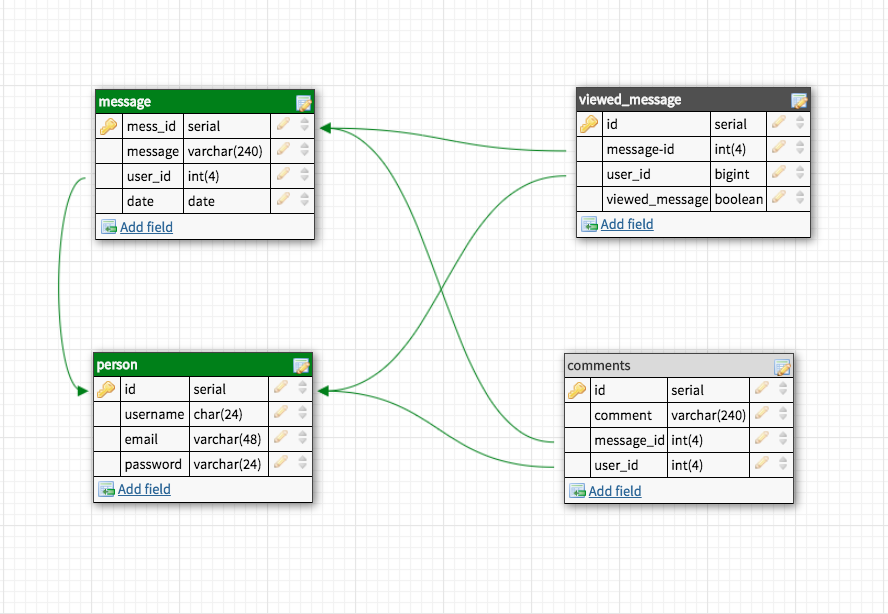 message
mess_id serial
message varchar(240)
user_id int(4)
date date
Add field
viewed_message
id serial
message-id int(4)
user_id bigint
viewed_message boolean
Add field
person
id serial
username char(24)
email varchar(48)
password varchar(24)
Add field
comments
id serial
comment varchar(240)
message_id int(4)
user_id int(4)
Add field